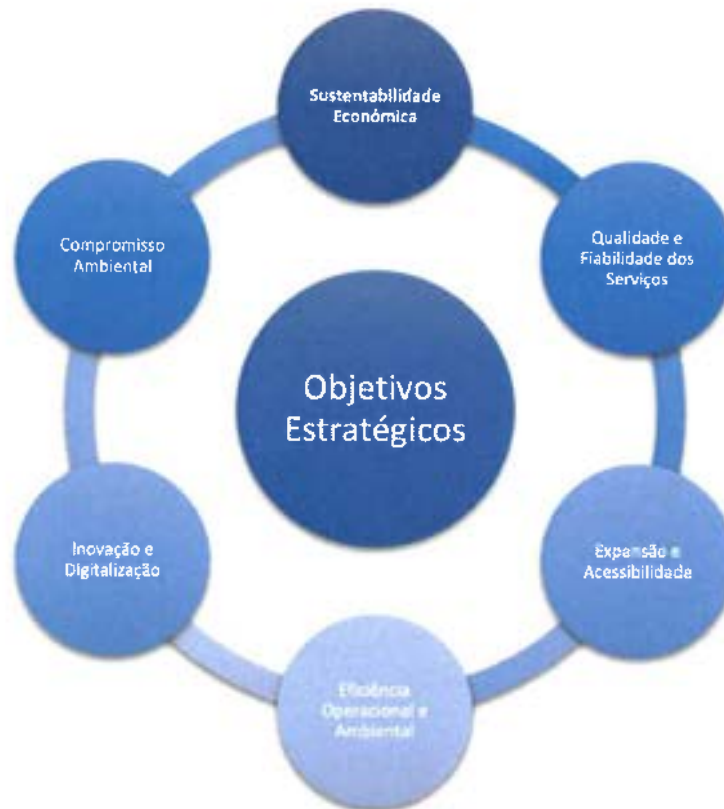 Sustentabilidade
Económica
Qualidade e
Fiabilidade dos
Serviços
Expansão e
Acessibilidade
Eficiência
Operacional e
Ambiental
Inovação e
Digitalização
Compromisso
Ambiental
Objetivos
Estratégicos